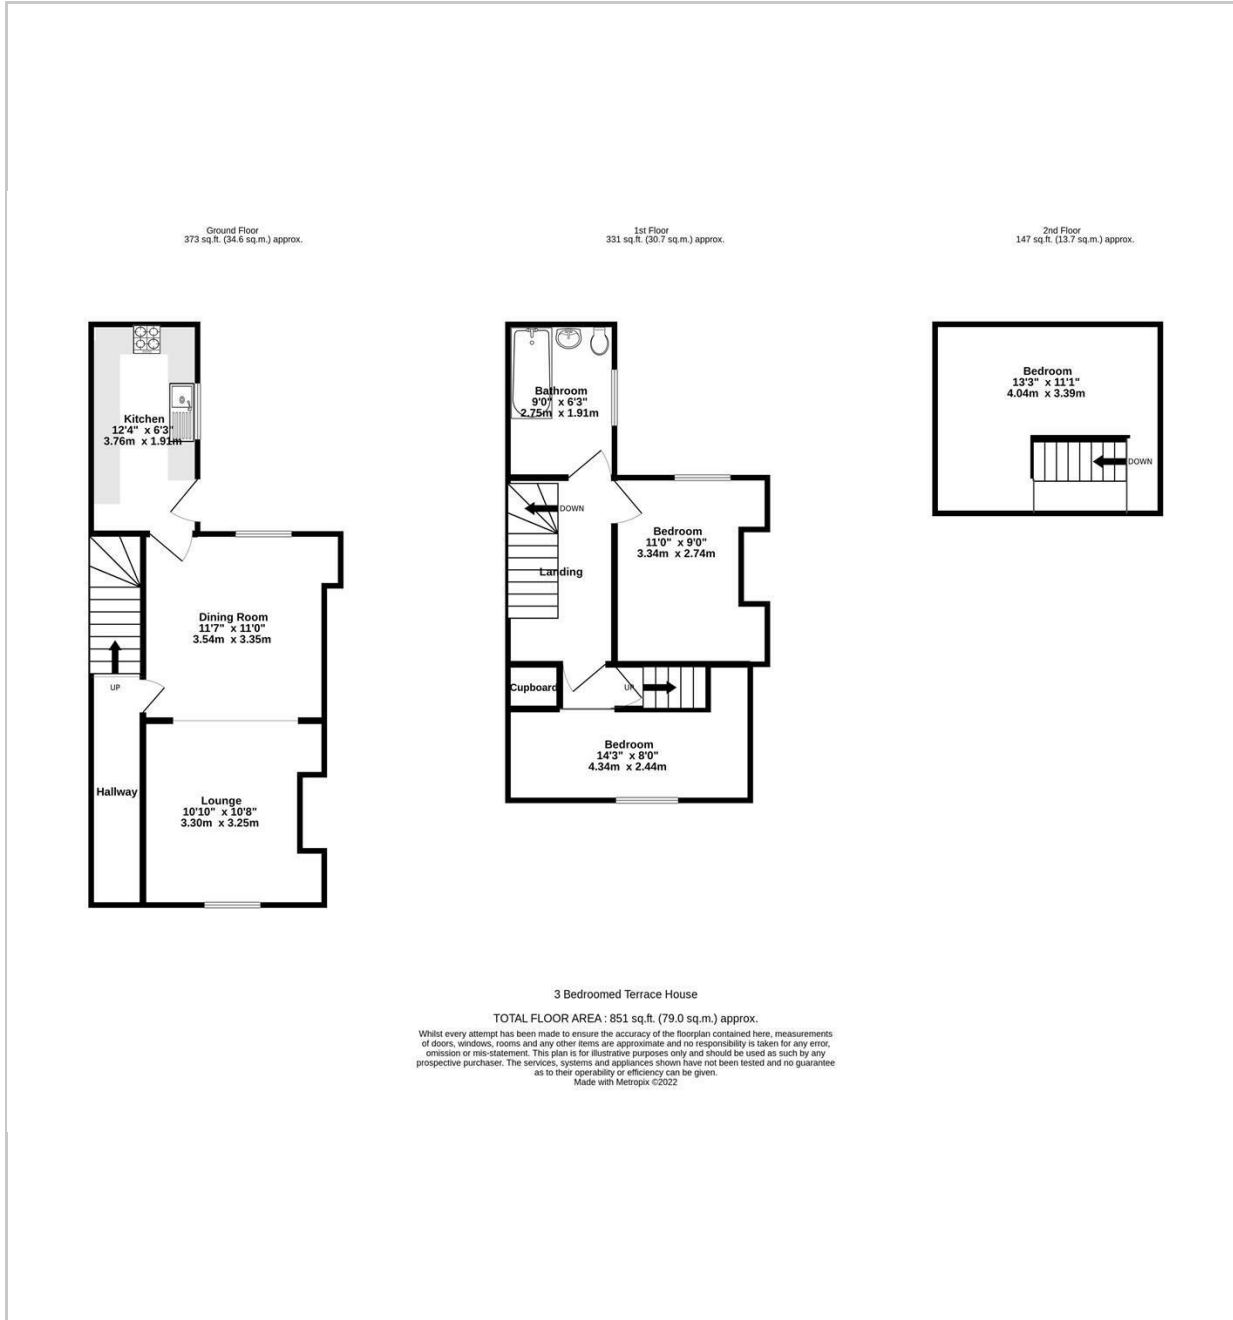 Ground Floor
373 sq.ft. (34.6 sq.m.) approx.
1st Floor
331 sq.ft. (30.7 sq.m.) approx.
2nd Floor
147 sq.ft. (13.7 sq.m.) approx.
Kitchen
12'4" x 6'3"
3.76m x 1.91m
Dining Room
11'7" x 11'0"
3.54m x 3.35m
UP
Hallway
Lounge
10'10" x 10'8"
3.30m x 3.25m
Bathroom
9'0" x 6'3"
2.75m x 1.91m
DOWN
Landing
Bedroom
11'0" x 9'0"
3.34m x 2.74m
Cupboard
UP
Bedroom
14'3" x 8'0"
4.34m x 2.44m
Bedroom
13'3" x 11'1"
4.04m x 3.39m
DOWN
3 Bedroomed Terrace House
TOTAL FLOOR AREA : 851 sq.ft. (79.0 sq.m.) approx.
Whilst every attempt has been made to ensure the accuracy of the floorplan contained here, measurements
of doors, windows, rooms and any other items are approximate and no responsibility is taken for any error,
omission or mis-statement. This plan is for illustrative purposes only and should be used as such by any
prospective purchaser. The services, systems and appliances shown have not been tested and no guarantee
as to their operability or efficiency can be given.
Made with Metropix ©2022